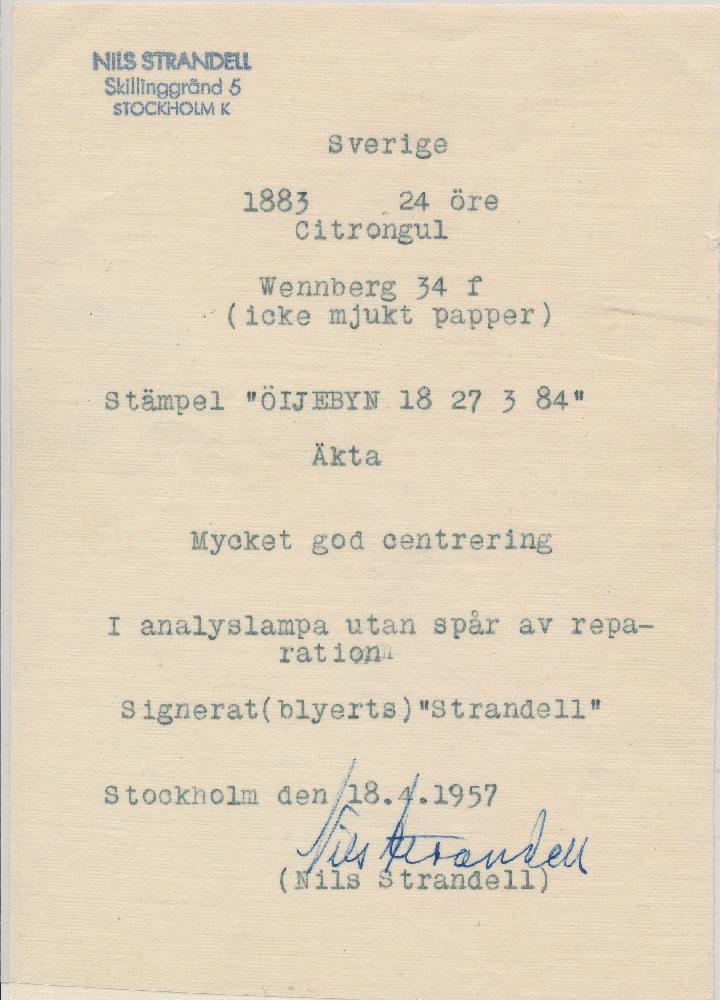 NILS STRANDELL
Skillinggränd 5
STOCKHOLM K
Sverige
1883 24 öre
Citrongul
Wennberg 34 f
(icke mjukt papper)
Stämpel "ÖIJEBYN 18 27 3 84"
Äkta
Mycket god centrering
I analyslampa utan spår av repa-
ration
Signerat(blyerts)"Strandell"
Stockholm den 18.4.1957
Nils Strandell
(Nils Strandell)